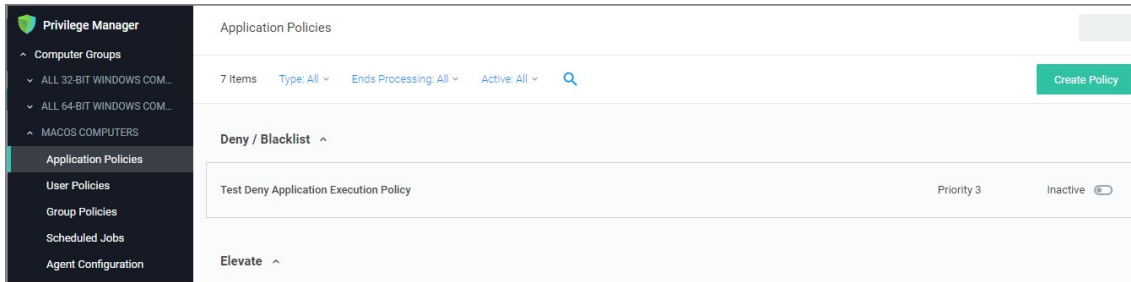 Privilege Manager
Application Policies
Computer Groups
ALL 32-BIT WINDOWS COM...
7 Items Type: All Ends Processing: All Active: All
Create Policy
ALL 64-BIT WINDOWS COM...
MACOS COMPUTERS
Deny / Blacklist
Application Policies
User Policies
Test Deny Application Execution Policy Priority 3 Inactive
Group Policies
Scheduled Jobs
Agent Configuration
Elevate